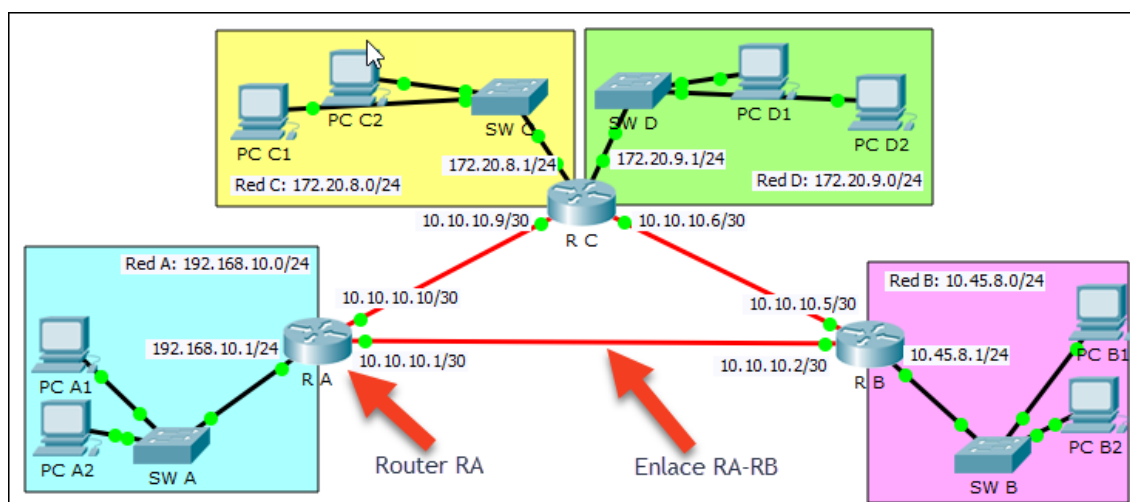 PC C2
SW C
SW D
PC D1
PC C1
PC D2
172.20.8.1/24
172.20.9.1/24
Red C: 172.20.8.0/24
Red D: 172.20.9.0/24
10.10.10.9/30
10.10.10.6/30
R C
Red A: 192.168.10.0/24
Red B: 10.45.8.0/24
10.10.10.10/30
10.10.10.5/30
192.168.10.1/24
10.10.10.1/30
10.10.10.2/30
10.45.8.1/24
PC B1
PC A1
R A
R B
PC A2
SW A
Router RA
Enlace RA-RB
PC B2
SW B